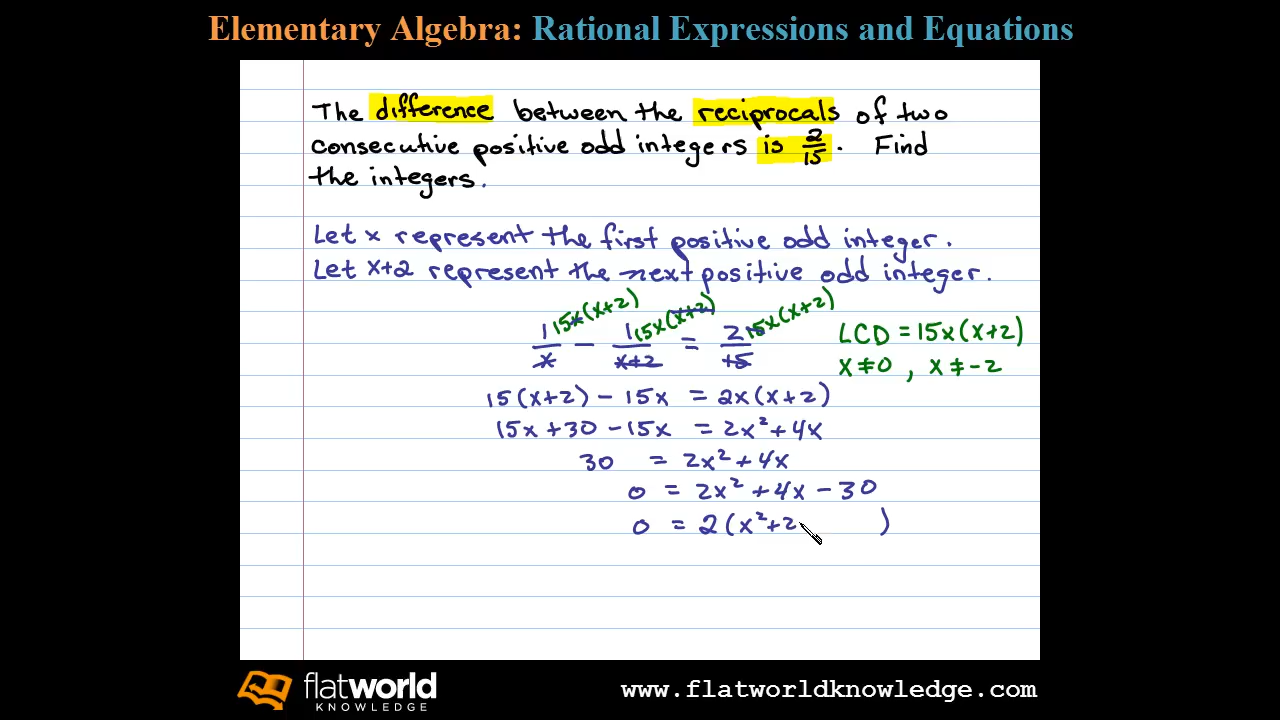 Elementary Algebra: Rational Expressions and Equations
The difference between the reciprocals of two
consecutive positive odd integers is 2/15. Find
the integers.
Let x represent the first positive odd integer.
Let x+2 represent the next positive odd integer.
1/x 15x(x+2) - 1/(x+2) 15x(x+2) = 2/15 15x(x+2)
LCD = 15x(x+2)
x≠0, x≠-2
15(x+2) - 15x = 2x(x+2)
15x+30-15x = 2x²+4x
30 = 2x²+4x
0 = 2x²+4x-30
0 = 2(x²+2 )
flatworld
KNOWLEDGE
www.flatworldknowledge.com